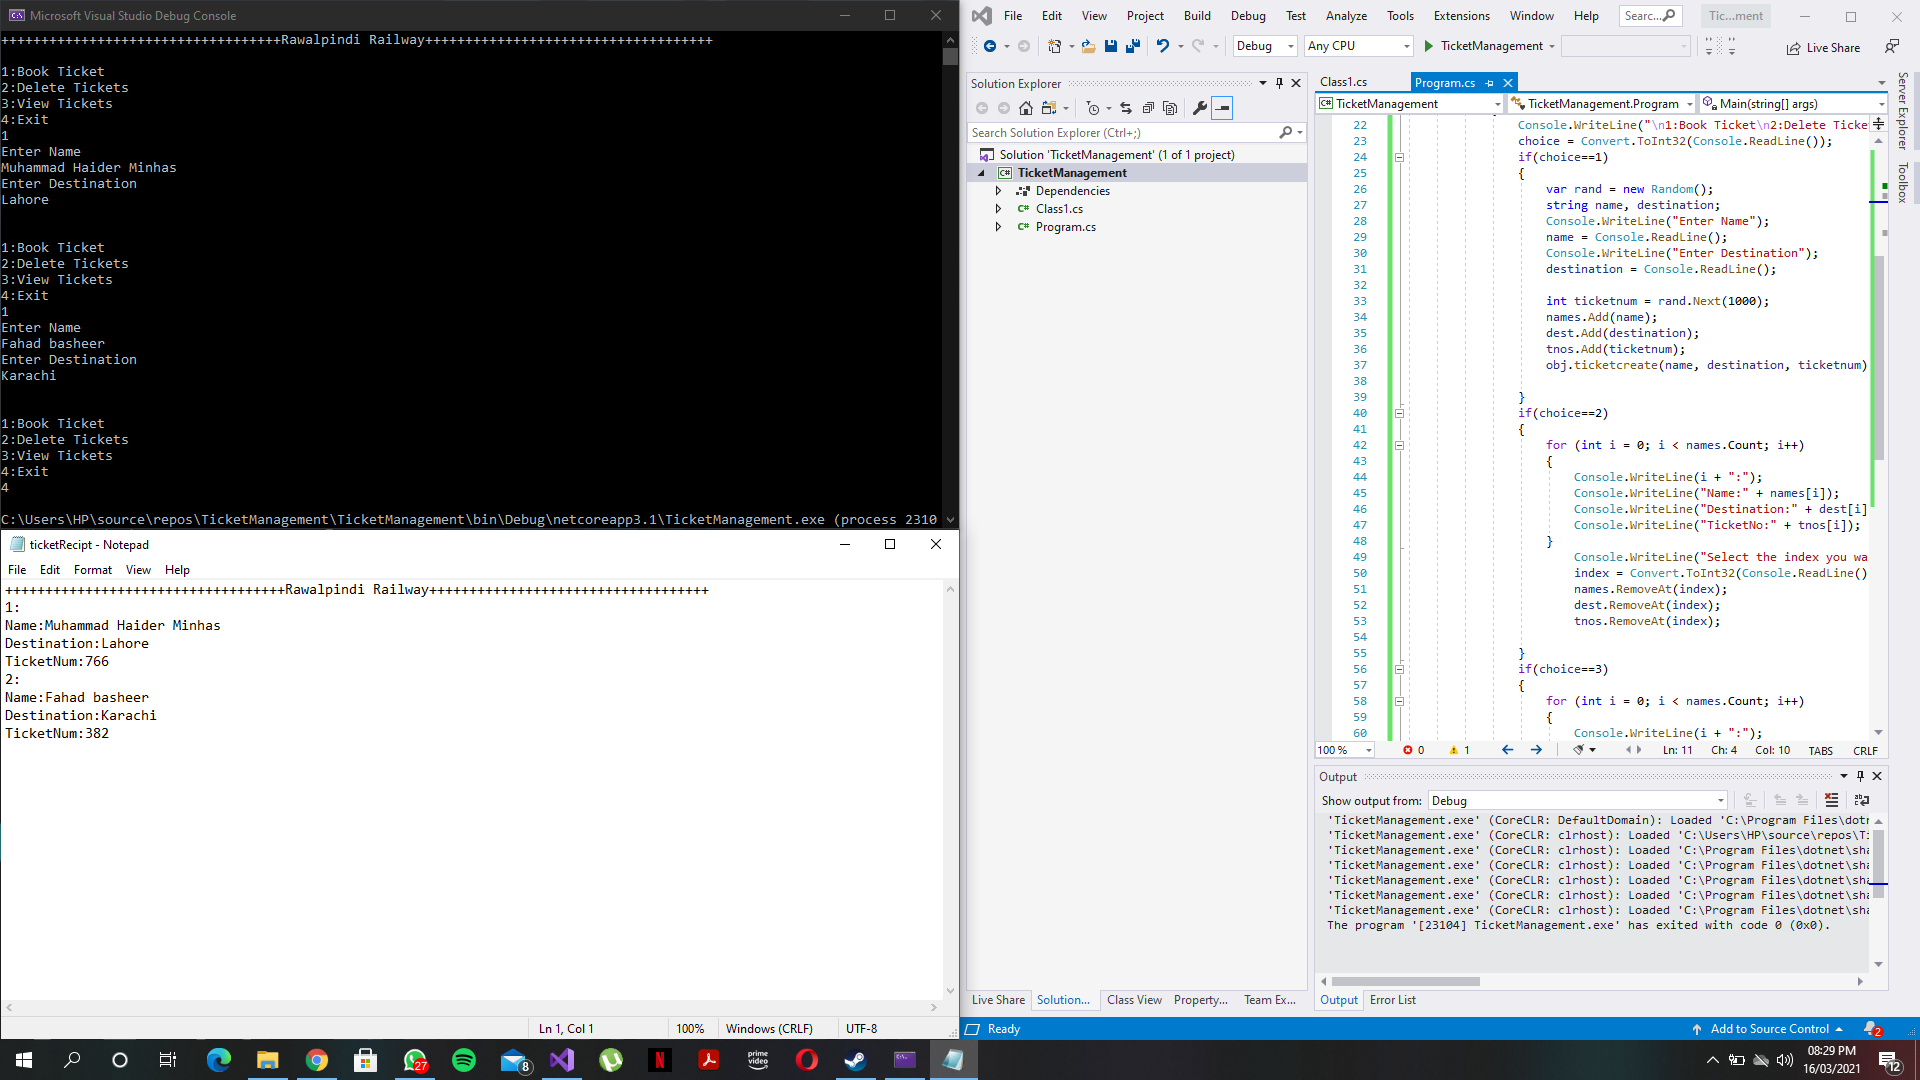 Microsoft Visual Studio Debug Console
+++++++++++++++++++++++++++++++++++Rawalpindi Railway++++++++++++++++++++++++++++++++++++
1:Book Ticket
2:Delete Tickets
3:View Tickets
4:Exit
1
Enter Name
Muhammad Haider Minhas
Enter Destination
Lahore
1:Book Ticket
2:Delete Tickets
3:View Tickets
4:Exit
1
Enter Name
Fahad basheer
Enter Destination
Karachi
1:Book Ticket
2:Delete Tickets
3:View Tickets
4:Exit
4
C:\Users\HP\source\repos\TicketManagement\TicketManagement\bin\Debug\netcoreapp3.1\TicketManagement.exe (process 2310
ticketRecipt - Notepad
File Edit Format View Help
+++++++++++++++++++++++++++++++++++Rawalpindi Railway+++++++++++++++++++++++++++++++++++
1:
Name:Muhammad Haider Minhas
Destination:Lahore
TicketNum:766
2:
Name:Fahad basheer
Destination:Karachi
TicketNum:382
Ln 1, Col 1 100% Windows (CRLF) UTF-8
File Edit View Project Build Debug Test Analyze Tools Extensions Window Help Searc... Tic...ment
Debug Any CPU TicketManagement Live Share
Solution Explorer
Search Solution Explorer (Ctrl+;)
Solution 'TicketManagement' (1 of 1 project)
C# TicketManagement
Dependencies
C# Class1.cs
C# Program.cs
Live Share Solution... Class View Property... Team Ex...
Class1.cs Program.cs
C# TicketManagement TicketManagement.Program Main(string[] args)
22 Console.WriteLine("\n1:Book Ticket\n2:Delete Ticke
23 choice = Convert.ToInt32(Console.ReadLine());
24 if(choice==1)
25 {
26 var rand = new Random();
27 string name, destination;
28 Console.WriteLine("Enter Name");
29 name = Console.ReadLine();
30 Console.WriteLine("Enter Destination");
31 destination = Console.ReadLine();
32
33 int ticketnum = rand.Next(1000);
34 names.Add(name);
35 dest.Add(destination);
36 tnos.Add(ticketnum);
37 obj.ticketcreate(name, destination, ticketnum)
38
39 }
40 if(choice==2)
41 {
42 for (int i = 0; i < names.Count; i++)
43 {
44 Console.WriteLine(i + ":");
45 Console.WriteLine("Name:" + names[i]);
46 Console.WriteLine("Destination:" + dest[i]
47 Console.WriteLine("TicketNo:" + tnos[i]);
48 }
49 Console.WriteLine("Select the index you wa
50 index = Convert.ToInt32(Console.ReadLine()
51 names.RemoveAt(index);
52 dest.RemoveAt(index);
53 tnos.RemoveAt(index);
54
55 }
56 if(choice==3)
57 {
58 for (int i = 0; i < names.Count; i++)
59 {
60 Console.WriteLine(i + ":");
100 % 0 1 Ln: 11 Ch: 4 Col: 10 TABS CRLF
Output
Show output from: Debug
'TicketManagement.exe' (CoreCLR: DefaultDomain): Loaded 'C:\Program Files\dotn
'TicketManagement.exe' (CoreCLR: clrhost): Loaded 'C:\Users\HP\source\repos\Ti
'TicketManagement.exe' (CoreCLR: clrhost): Loaded 'C:\Program Files\dotnet\sha
'TicketManagement.exe' (CoreCLR: clrhost): Loaded 'C:\Program Files\dotnet\sha
'TicketManagement.exe' (CoreCLR: clrhost): Loaded 'C:\Program Files\dotnet\sha
'TicketManagement.exe' (CoreCLR: clrhost): Loaded 'C:\Program Files\dotnet\sha
'TicketManagement.exe' (CoreCLR: clrhost): Loaded 'C:\Program Files\dotnet\sha
The program '[23104] TicketManagement.exe' has exited with code 0 (0x0).
Output Error List
Server Explorer
Toolbox
Ready Add to Source Control 2
27 8 prime video
08:29 PM
16/03/2021
12